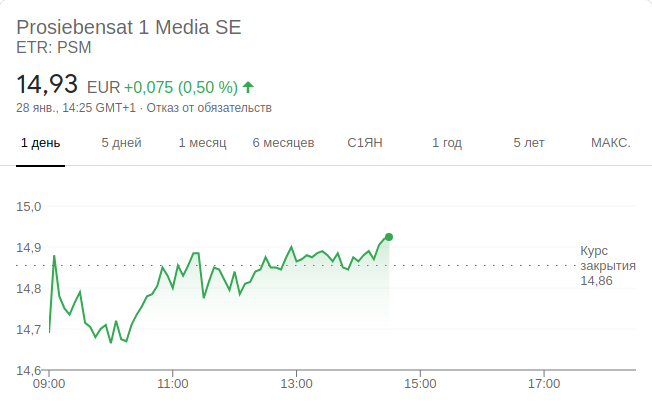 Prosiebensat 1 Media SE
ETR: PSM
14,93 EUR +0,075 (0,50 %)
28 янв., 14:25 GMT+1 · Отказ от обязательств
1 день 5 дней 1 месяц 6 месяцев С1ЯН 1 год 5 лет МАКС.
15,0
14,9
14,8
14,7
14,6
Курс
закрытия
14,86
09:00 11:00 13:00 15:00 17:00